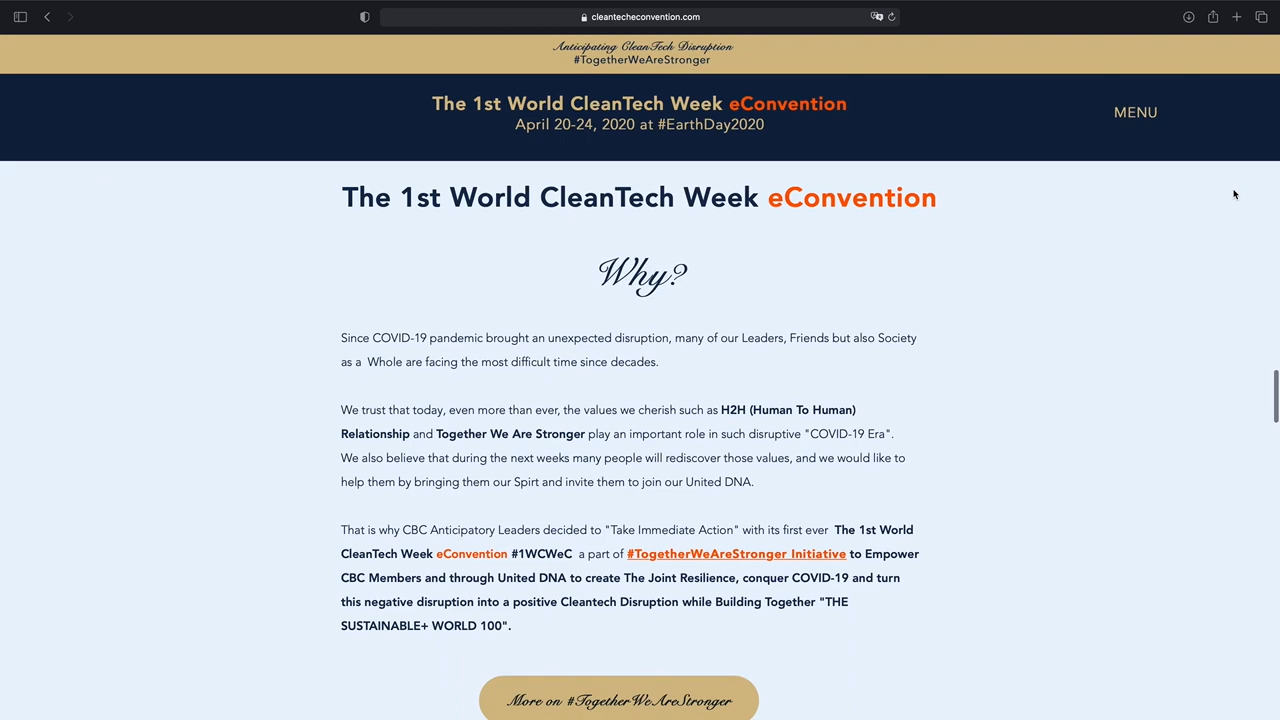 cleantecheconvention.com
Anticipating CleanTech Disruption
#TogetherWeAreStronger
The 1st World CleanTech Week eConvention
April 20-24, 2020 at #EarthDay2020
MENU
The 1st World CleanTech Week eConvention
Why?
Since COVID-19 pandemic brought an unexpected disruption, many of our Leaders, Friends but also Society
as a Whole are facing the most difficult time since decades.
We trust that today, even more than ever, the values we cherish such as H2H (Human To Human)
Relationship and Together We Are Stronger play an important role in such disruptive "COVID-19 Era".
We also believe that during the next weeks many people will rediscover those values, and we would like to
help them by bringing them our Spirt and invite them to join our United DNA.
That is why CBC Anticipatory Leaders decided to "Take Immediate Action" with its first ever The 1st World
CleanTech Week eConvention #1WCWeC a part of #TogetherWeAreStronger Initiative to Empower
CBC Members and through United DNA to create The Joint Resilience, conquer COVID-19 and turn
this negative disruption into a positive Cleantech Disruption while Building Together "THE
SUSTAINABLE+ WORLD 100".
More on #TogetherWeAreStronger